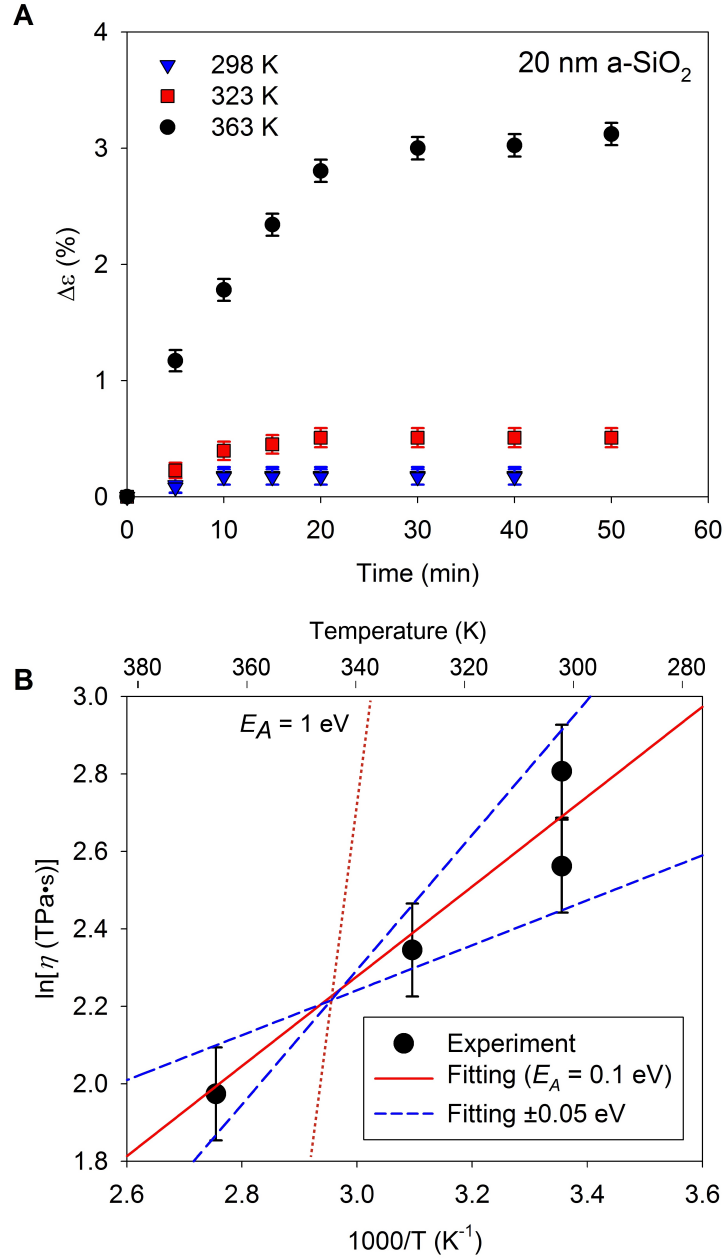 A
4
298 K
20 nm a-SiO₂
323 K
363 K
3
Δε (%)
2
1
0
0 10 20 30 40 50 60
Time (min)
Temperature (K)
380 360 340 320 300 276
B
3.0
E_A = 1 eV
2.8
ln[η (TPa•s)]
2.6
2.4
2.2
Experiment
2.0
Fitting (E_A = 0.1 eV)
Fitting ±0.05 eV
1.8
2.6 2.8 3.0 3.2 3.4 3.6
1000/T (K⁻¹)